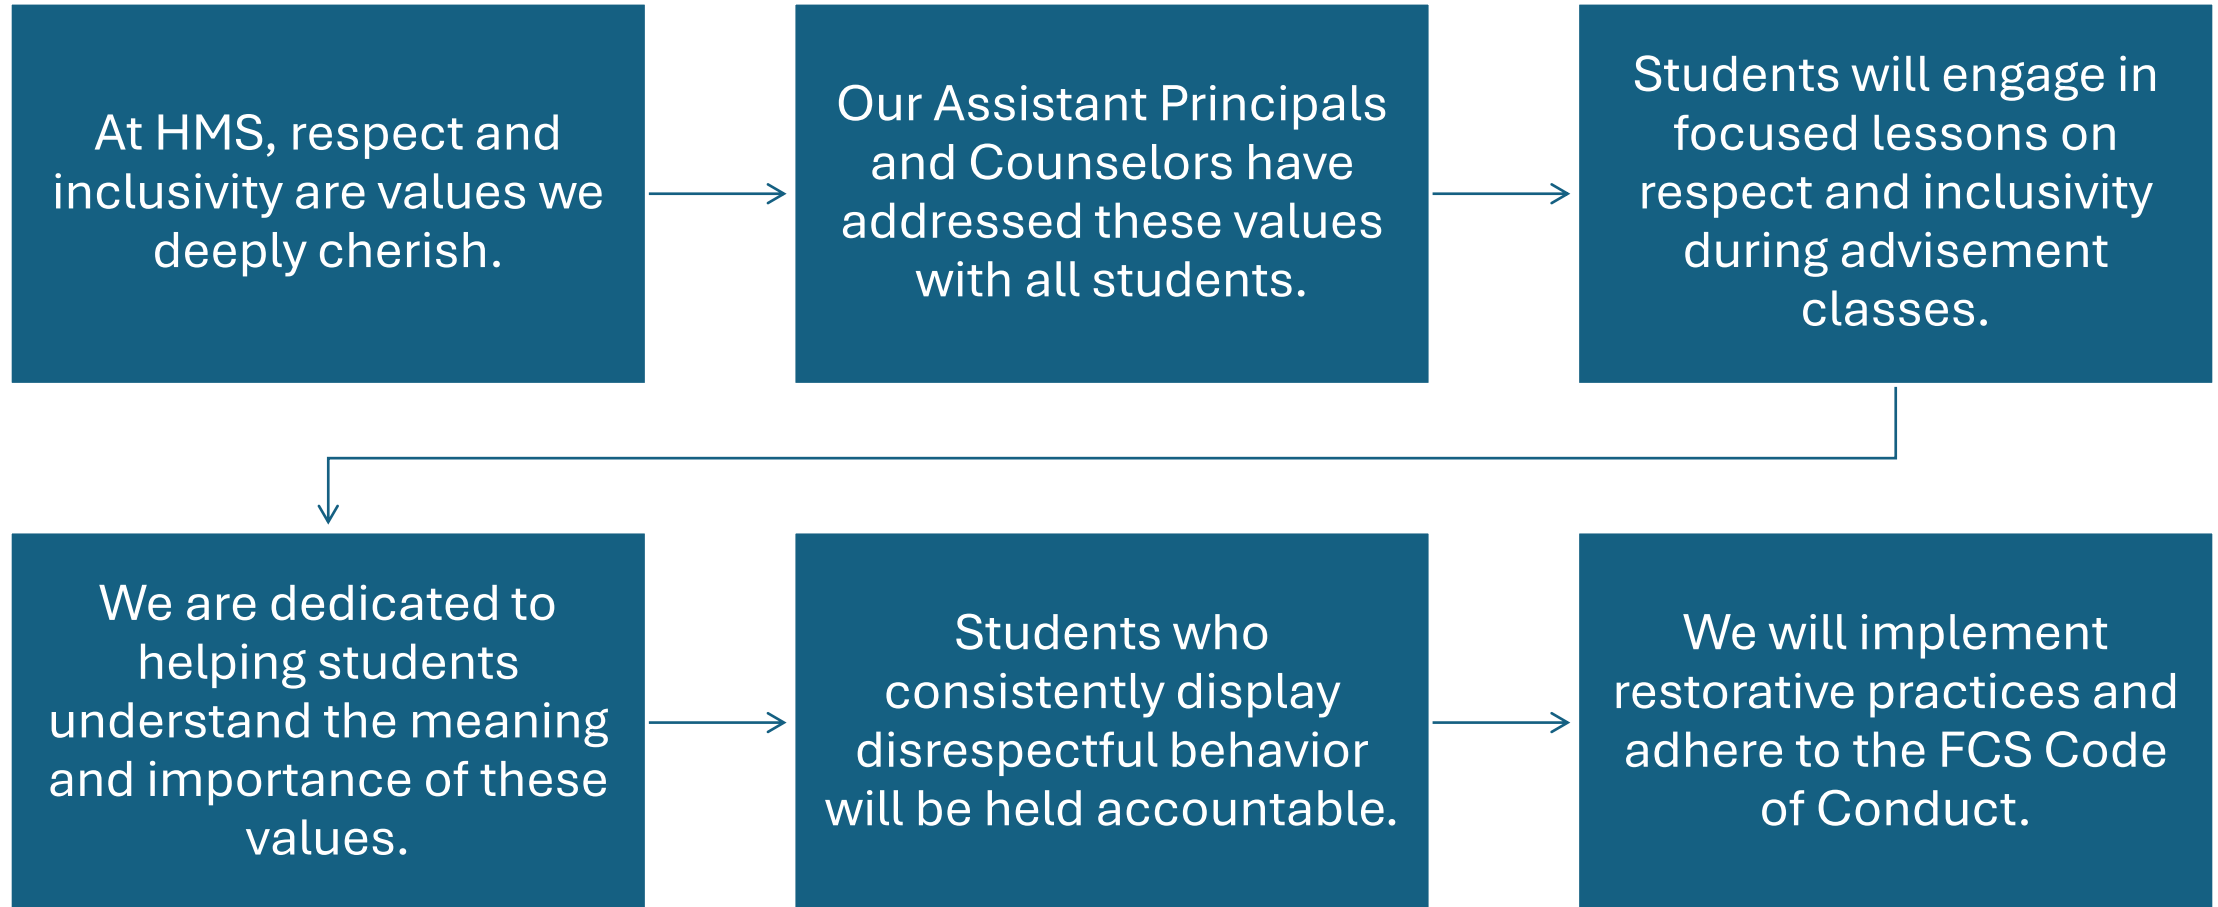 At HMS, respect and
inclusivity are values we
deeply cherish.
Our Assistant Principals
and Counselors have
addressed these values
with all students.
Students will engage in
focused lessons on
respect and inclusivity
during advisement
classes.
We are dedicated to
helping students
understand the meaning
and importance of these
values.
Students who
consistently display
disrespectful behavior
will be held accountable.
We will implement
restorative practices and
adhere to the FCS Code
of Conduct.